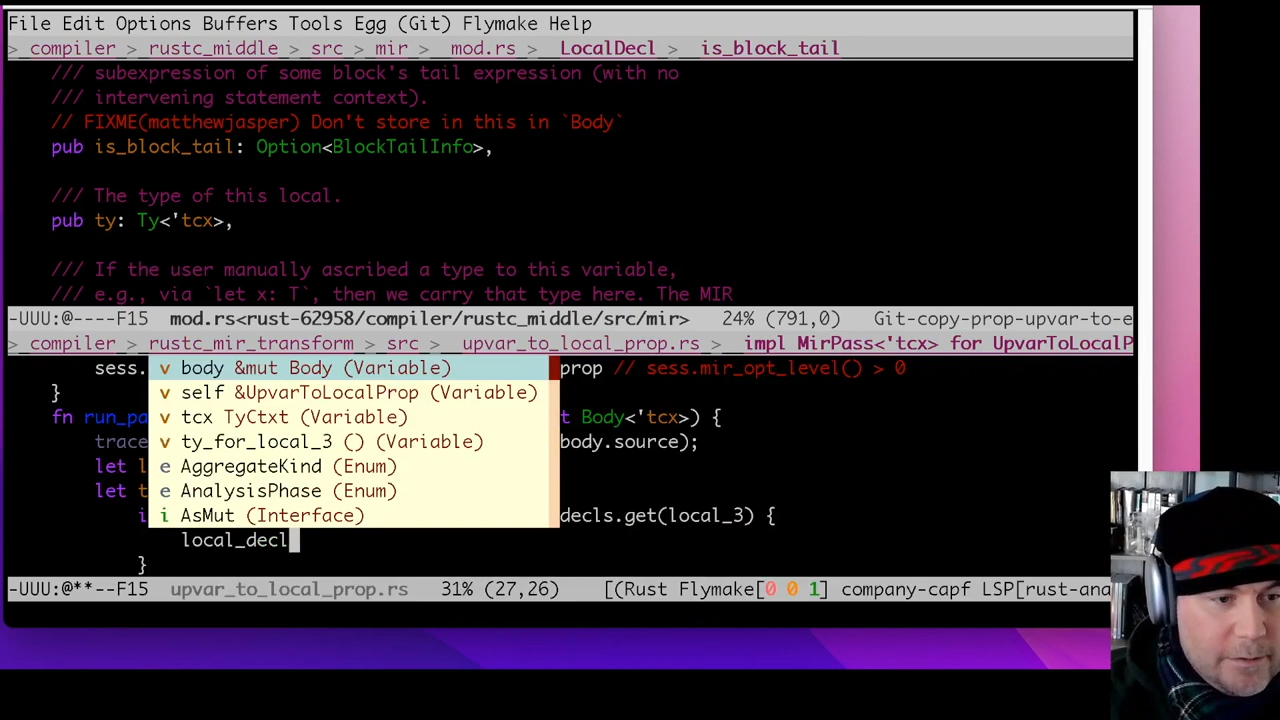 File Edit Options Buffers Tools Egg (Git) Flymake Help
> compiler > rustc_middle > src > mir > mod.rs > LocalDecl > is_block_tail
/// subexpression of some block's tail expression (with no
/// intervening statement context).
// FIXME(matthewjasper) Don't store in this in `Body`
pub is_block_tail: Option<BlockTailInfo>,
/// The type of this local.
pub ty: Ty<'tcx>,
/// If the user manually ascribed a type to this variable,
/// e.g., via `let x: T`, then we carry that type here. The MIR
-UUU:@----F15 mod.rs<rust-62958/compiler/rustc_middle/src/mir> 24% (791,0) Git-copy-prop-upvar-to-e
> compiler > rustc_mir_transform > src > upvar_to_local_prop.rs > impl MirPass<'tcx> for UpvarToLocalP
sess. v body &mut Body (Variable) prop // sess.mir_opt_level() > 0
} v self &UpvarToLocalProp (Variable)
fn run_pa v tcx TyCtxt (Variable) t Body<'tcx>) {
trace v ty_for_local_3 () (Variable) body.source);
let l e AggregateKind (Enum)
let t e AnalysisPhase (Enum)
i i AsMut (Interface) decls.get(local_3) {
local_decl
}
-UUU:@**--F15 upvar_to_local_prop.rs 31% (27,26) [(Rust Flymake[0 0 1] company-capf LSP[rust-ana